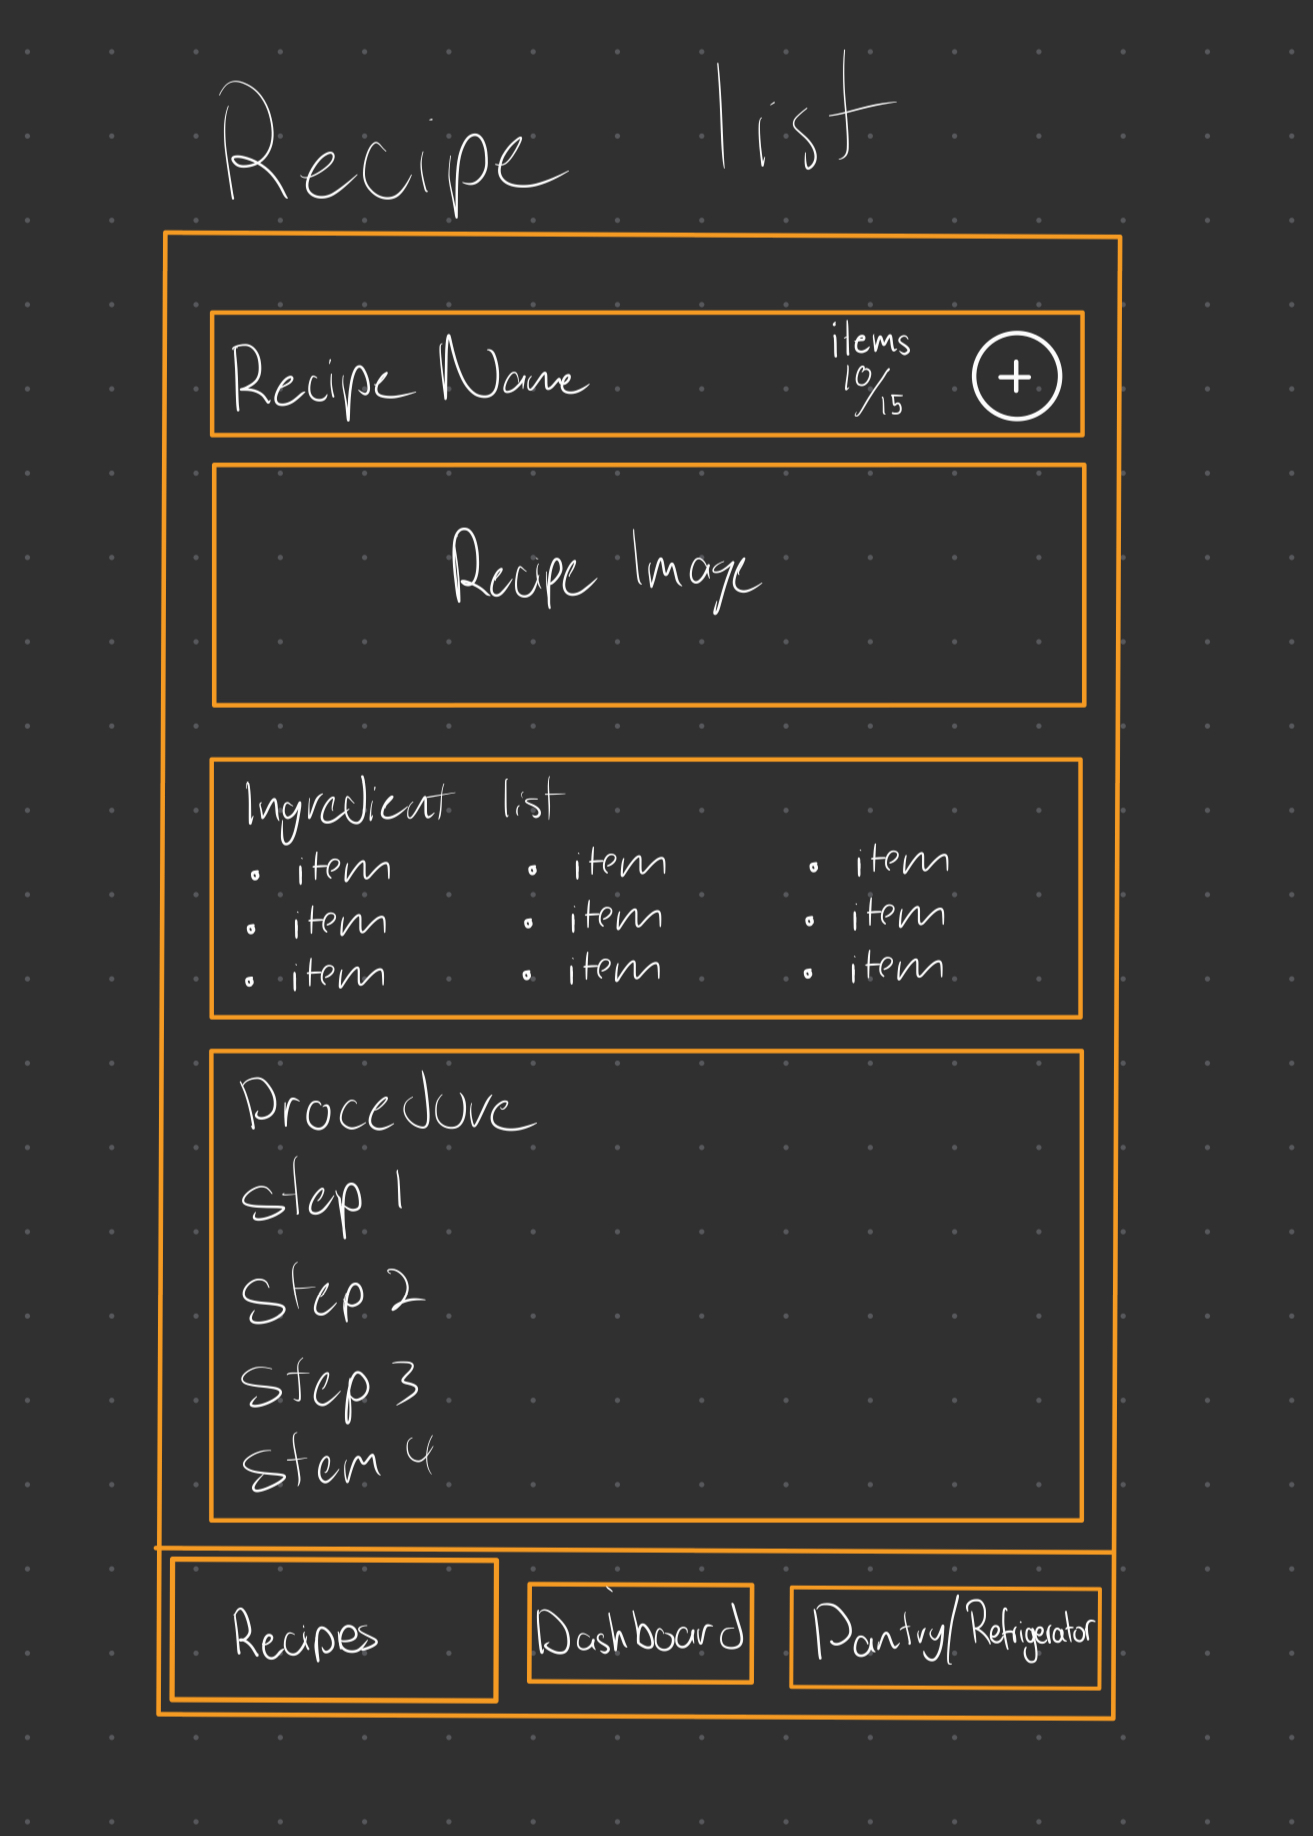 Recipe list
Recipe Name
items
10/15
+
Recipe Image
Ingredient list
• item • item • item
• item • item • item
• item • item • item
Procedure
Step 1
Step 2
Step 3
Stem 4
Recipes Dashboard Pantry/Refrigerator